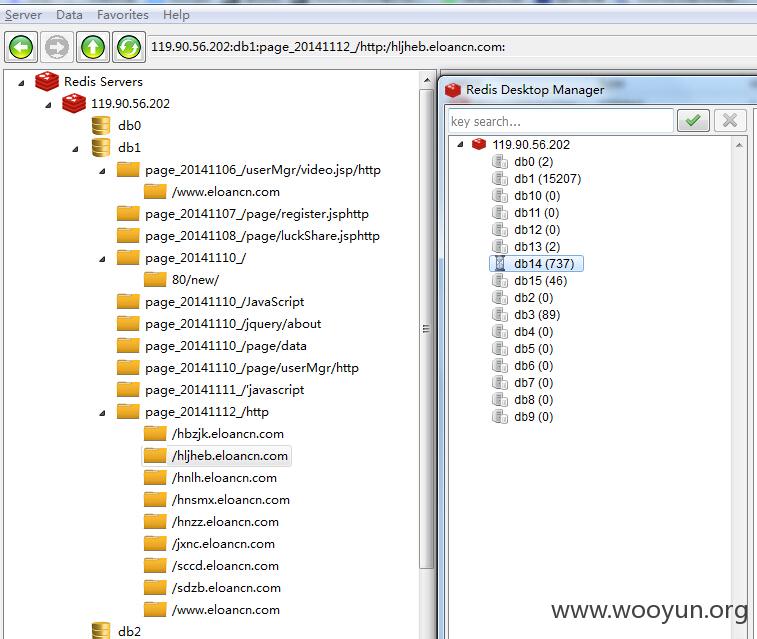 Server Data Favorites Help
119.90.56.202:db1:page_20141112_/http:/hljheb.eloancn.com:
Redis Servers
119.90.56.202
db0
db1
page_20141106_/userMgr/video.jsp/http
/www.eloancn.com
page_20141107_/page/register.jsphttp
page_20141108_/page/luckShare.jsphttp
page_20141110_/
80/new/
page_20141110_/JavaScript
page_20141110_/jquery/about
page_20141110_/page/data
page_20141110_/page/userMgr/http
page_20141111_/'javascript
page_20141112_/http
/hbzjk.eloancn.com
/hljheb.eloancn.com
/hnlh.eloancn.com
/hnsmx.eloancn.com
/hnzz.eloancn.com
/jxnc.eloancn.com
/sccd.eloancn.com
/sdzb.eloancn.com
/www.eloancn.com
db2
Redis Desktop Manager
key search...
119.90.56.202
db0 (2)
db1 (15207)
db10 (0)
db11 (0)
db12 (0)
db13 (2)
db14 (737)
db15 (46)
db2 (0)
db3 (89)
db4 (0)
db5 (0)
db6 (0)
db7 (0)
db8 (0)
db9 (0)
www.wooyun.org